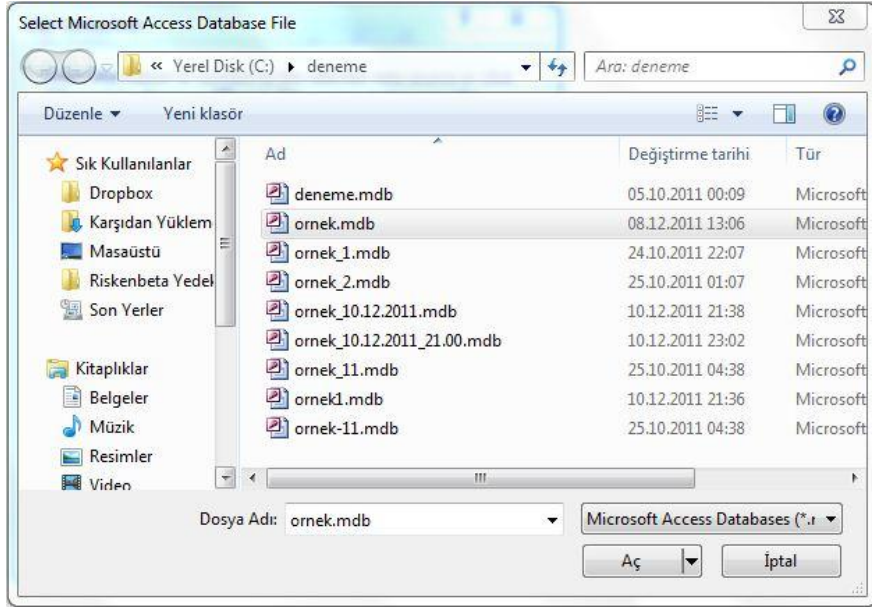 Select Microsoft Access Database File
« Yerel Disk (C:) deneme Ara: deneme
Düzenle Yeni klasör
Sık Kullanılanlar
Dropbox
Karşıdan Yüklem
Masaüstü
Riskenbeta Yedek
Son Yerler
Kitaplıklar
Belgeler
Müzik
Resimler
Video
Ad Değiştirme tarihi Tür
deneme.mdb 05.10.2011 00:09 Microsoft
ornek.mdb 08.12.2011 13:06 Microsoft
ornek_1.mdb 24.10.2011 22:07 Microsoft
ornek_2.mdb 25.10.2011 01:07 Microsoft
ornek_10.12.2011.mdb 10.12.2011 21:38 Microsoft
ornek_10.12.2011_21.00.mdb 10.12.2011 23:02 Microsoft
ornek_11.mdb 25.10.2011 04:38 Microsoft
ornek1.mdb 10.12.2011 21:36 Microsoft
ornek-11.mdb 25.10.2011 04:38 Microsoft
Dosya Adı: ornek.mdb Microsoft Access Databases (*.r
Aç İptal